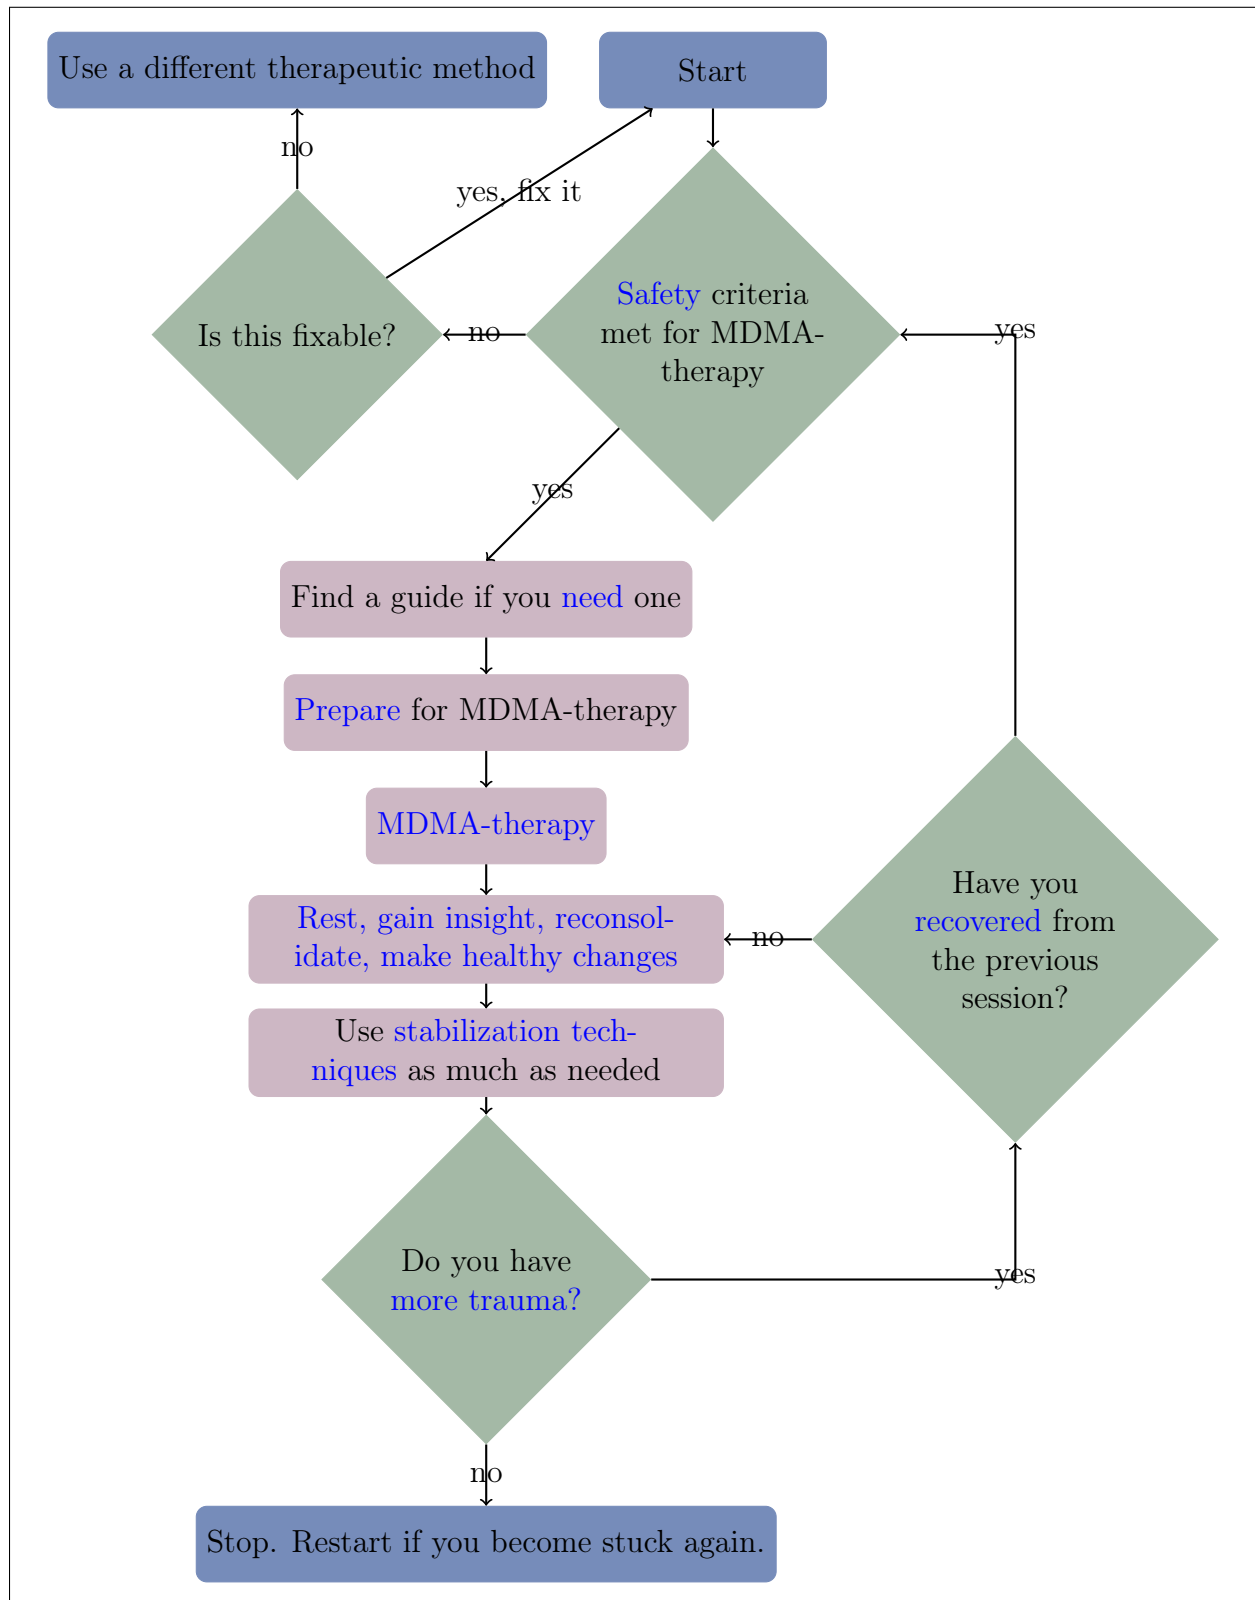 Use a different therapeutic method
Start
no
yes, fix it
Is this fixable?
no
Safety criteria
met for MDMA-
therapy
yes
yes
Find a guide if you need one
Prepare for MDMA-therapy
MDMA-therapy
Rest, gain insight, reconsol-
idate, make healthy changes
no
Have you
recovered from
the previous
session?
Use stabilization tech-
niques as much as needed
Do you have
more trauma?
yes
no
Stop. Restart if you become stuck again.